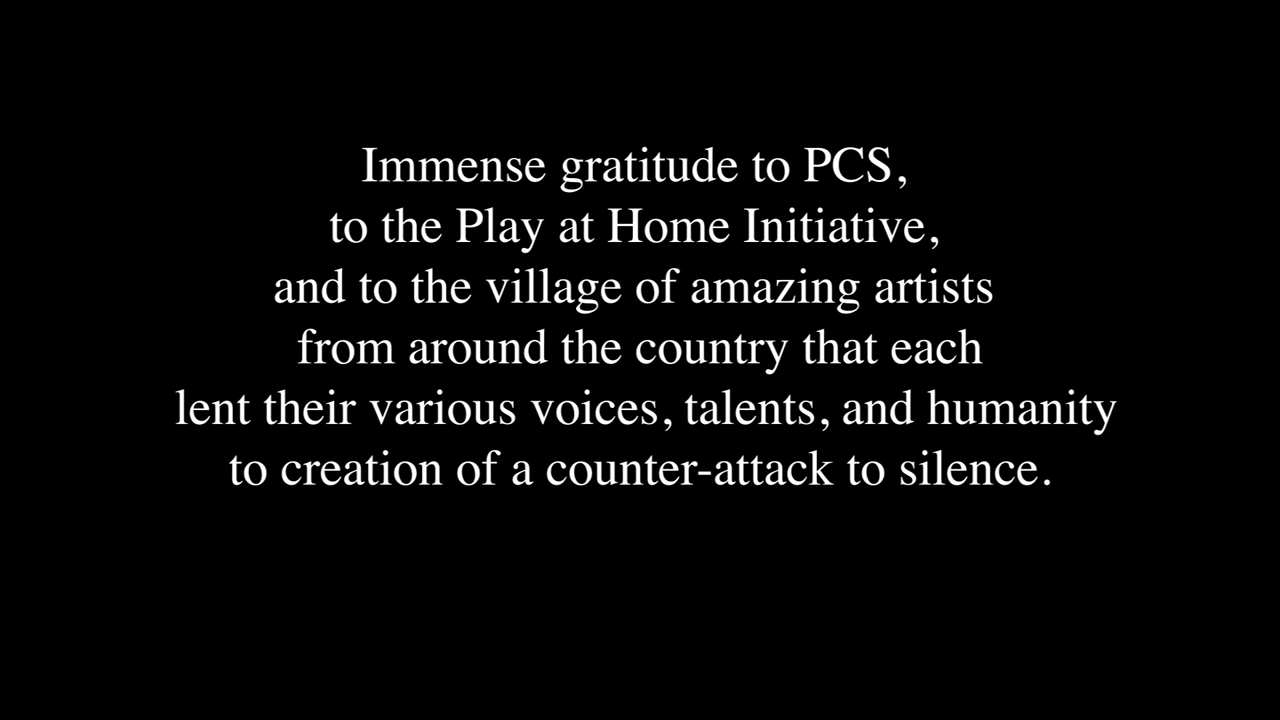 Immense gratitude to PCS,
to the Play at Home Initiative,
and to the village of amazing artists
from around the country that each
lent their various voices, talents, and humanity
to creation of a counter-attack to silence.